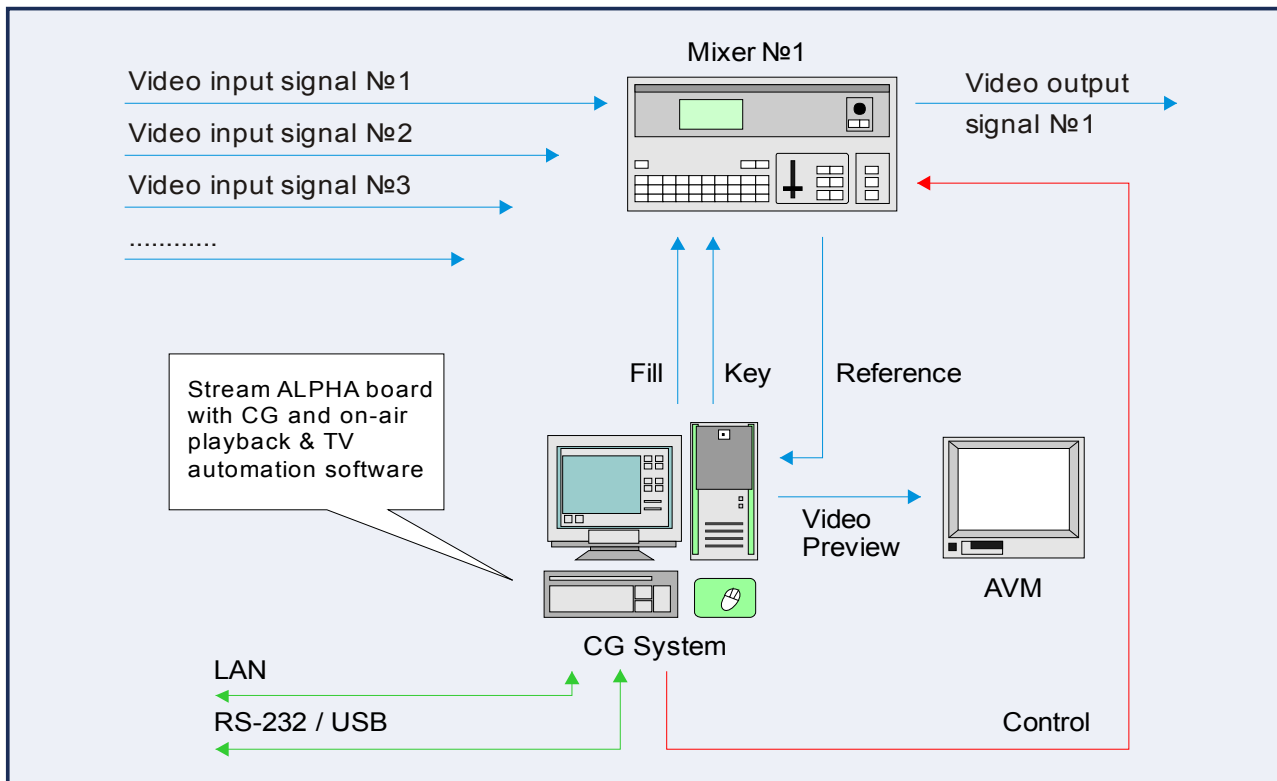 Mixer №1
Video input signal №1
Video output
signal №1
Video input signal №2
Video input signal №3
............
Fill
Key
Reference
Stream ALPHA board
with CG and on-air
playback & TV
automation software
Video
Preview
AVM
CG System
LAN
RS-232 / USB
Control